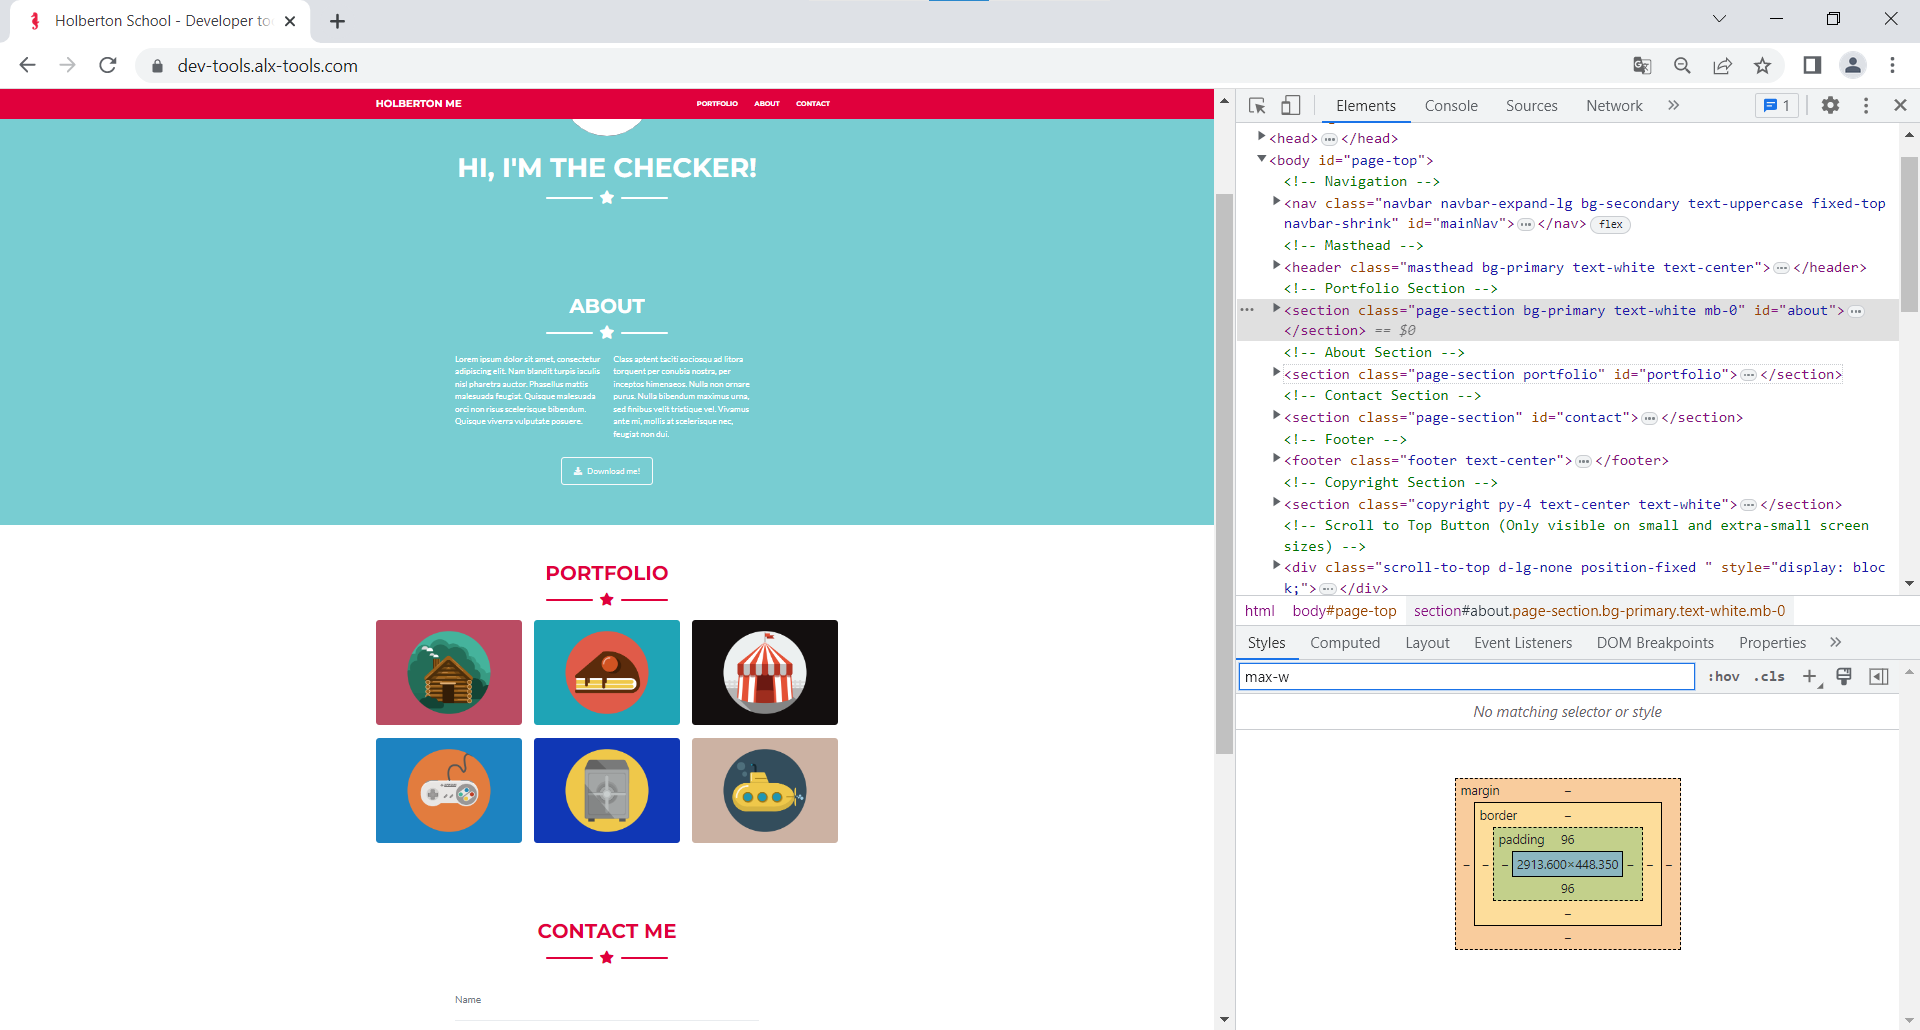 Holberton School - Developer to
dev-tools.alx-tools.com
HOLBERTON ME
PORTFOLIO ABOUT CONTACT
HI, I'M THE CHECKER!
ABOUT
Lorem ipsum dolor sit amet, consectetur
adipiscing elit. Nam blandit turpis iaculis
nisl pharetra auctor. Phasellus mattis
malesuada feugiat. Quisque malesuada
orci non risus scelerisque bibendum.
Quisque viverra vulputate posuere.
Class aptent taciti sociosqu ad litora
torquent per conubia nostra, per
inceptos himenaeos. Nulla non ornare
purus. Nulla bibendum maximus urna,
sed finibus velit tristique vel. Vivamus
ante mi, mollis at scelerisque nec,
feugiat non dui.
Download me!
PORTFOLIO
CONTACT ME
Name
Elements Console Sources Network » 1
<head>…</head>
<body id="page-top">
<!-- Navigation -->
<nav class="navbar navbar-expand-lg bg-secondary text-uppercase fixed-top
navbar-shrink" id="mainNav">…</nav> flex
<!-- Masthead -->
<header class="masthead bg-primary text-white text-center">…</header>
<!-- Portfolio Section -->
<section class="page-section bg-primary text-white mb-0" id="about">…
</section> == $0
<!-- About Section -->
<section class="page-section portfolio" id="portfolio">…</section>
<!-- Contact Section -->
<section class="page-section" id="contact">…</section>
<!-- Footer -->
<footer class="footer text-center">…</footer>
<!-- Copyright Section -->
<section class="copyright py-4 text-center text-white">…</section>
<!-- Scroll to Top Button (Only visible on small and extra-small screen
sizes) -->
<div class="scroll-to-top d-lg-none position-fixed " style="display: bloc
k;">…</div>
html body#page-top section#about.page-section.bg-primary.text-white.mb-0
Styles Computed Layout Event Listeners DOM Breakpoints Properties »
max-w :hov .cls
No matching selector or style
margin –
border –
padding 96
– – – 2913.600×448.350 – – –
96
–
–